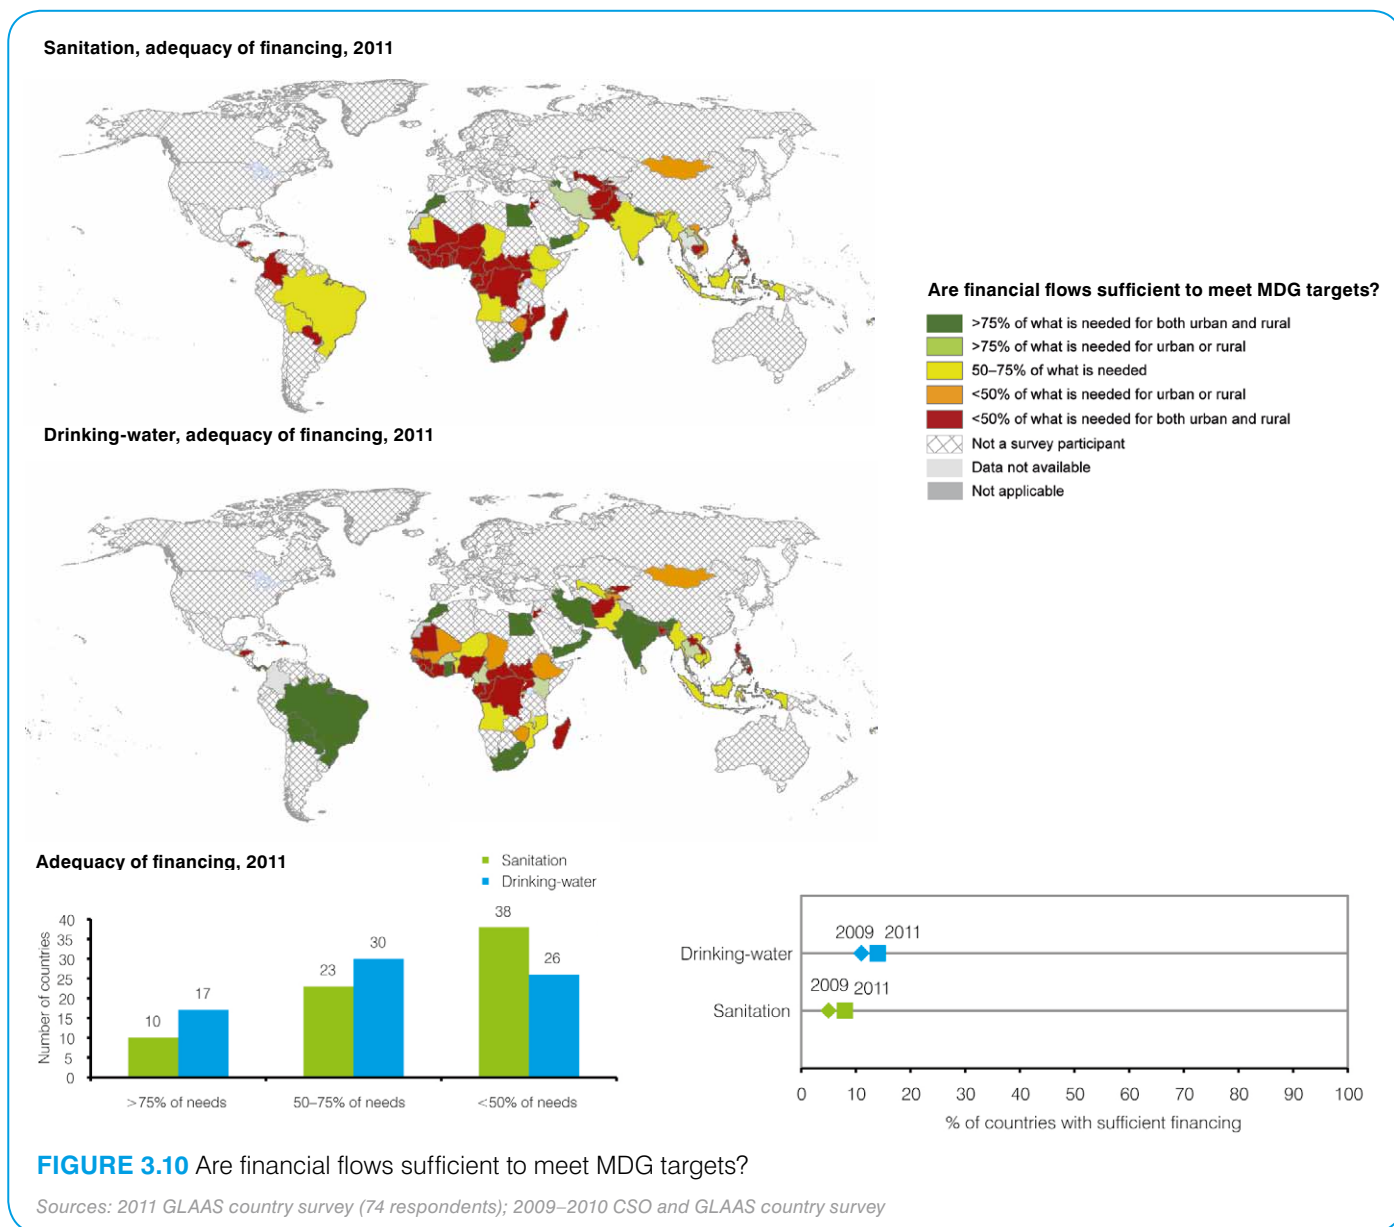 Sanitation, adequacy of financing, 2011
Are financial flows sufficient to meet MDG targets?
>75% of what is needed for both urban and rural
>75% of what is needed for urban or rural
50–75% of what is needed
<50% of what is needed for urban or rural
<50% of what is needed for both urban and rural
Not a survey participant
Data not available
Not applicable
Drinking-water, adequacy of financing, 2011
Adequacy of financing, 2011
Sanitation
Drinking-water
Number of countries
40
35
30
25
20
15
10
5
0
10
17
23
30
38
26
>75% of needs
50–75% of needs
<50% of needs
Drinking-water
2009 2011
Sanitation
2009 2011
0 10 20 30 40 50 60 70 80 90 100
% of countries with sufficient financing
FIGURE 3.10 Are financial flows sufficient to meet MDG targets?
Sources: 2011 GLAAS country survey (74 respondents); 2009–2010 CSO and GLAAS country survey